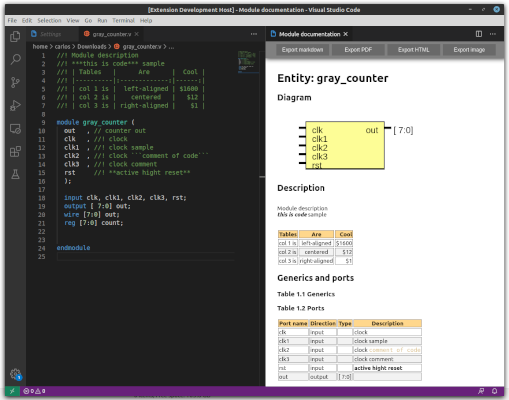 [Extension Development Host] - Module documentation - Visual Studio Code
File Edit Selection View Go Run Terminal Help
Settings
gray_counter.v
home > carlos > Downloads > gray_counter.v > ...
1 //! Module description
2 //! ***this is code*** sample
3 //! | Tables | Are | Cool |
4 //! |----------|:-------------:|------:|
5 //! | col 1 is | left-aligned | $1600 |
6 //! | col 2 is | centered | $12 |
7 //! | col 3 is | right-aligned | $1 |
8
9 module gray_counter (
10 out , // counter out
11 clk , //! clock
12 clk1 , //! clock sample
13 clk2 , //! clock ```comment of code```
14 clk3 , //! clock comment
15 rst //! **active hight reset**
16 );
17
18 input clk, clk1, clk2, clk3, rst;
19 output [ 7:0] out;
20 wire [7:0] out;
21 reg [7:0] count;
22
23
24 endmodule
25
0 0
Module documentation
Export markdown
Export PDF
Export HTML
Export image
Entity: gray_counter
Diagram
clk out [ 7:0]
clk1
clk2
clk3
rst
Description
Module description
this is code sample
Tables Are Cool
col 1 is left-aligned $1600
col 2 is centered $12
col 3 is right-aligned $1
Generics and ports
Table 1.1 Generics
Table 1.2 Ports
Port name Direction Type Description
clk input clock
clk1 input clock sample
clk2 input clock comment of code
clk3 input clock comment
rst input active hight reset
out output [ 7:0]